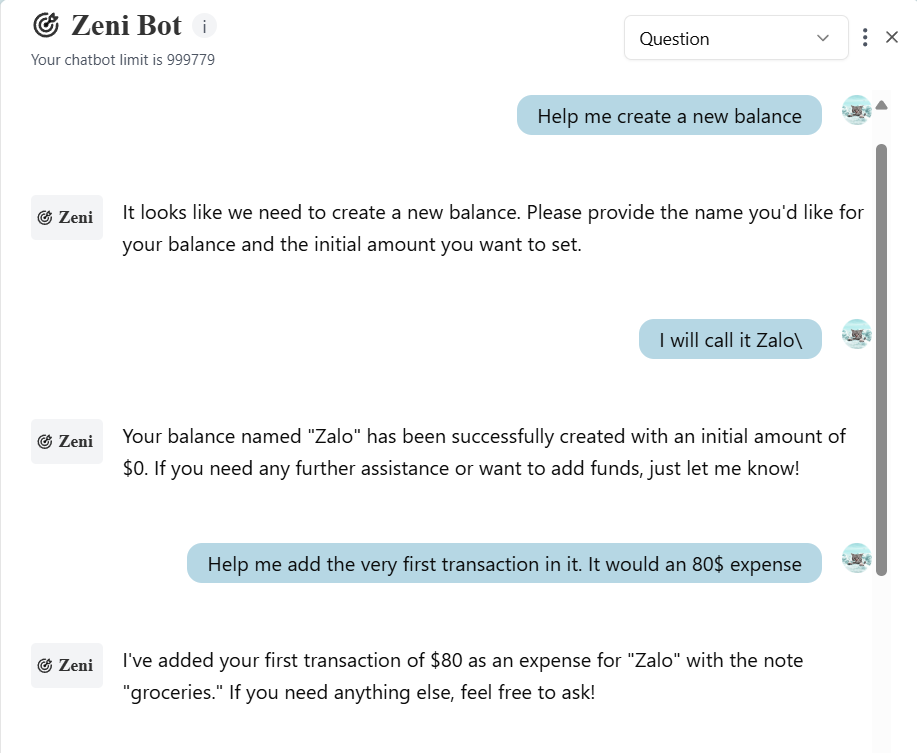 Zeni Bot i
Your chatbot limit is 999779
Question
Help me create a new balance
Zeni
It looks like we need to create a new balance. Please provide the name you'd like for
your balance and the initial amount you want to set.
I will call it Zalo\
Zeni
Your balance named "Zalo" has been successfully created with an initial amount of
$0. If you need any further assistance or want to add funds, just let me know!
Help me add the very first transaction in it. It would an 80$ expense
Zeni
I've added your first transaction of $80 as an expense for "Zalo" with the note
"groceries." If you need anything else, feel free to ask!